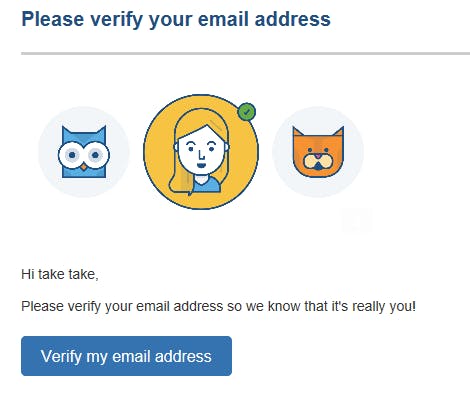 Please verify your email address
Hi take take,
Please verify your email address so we know that it's really you!
Verify my email address